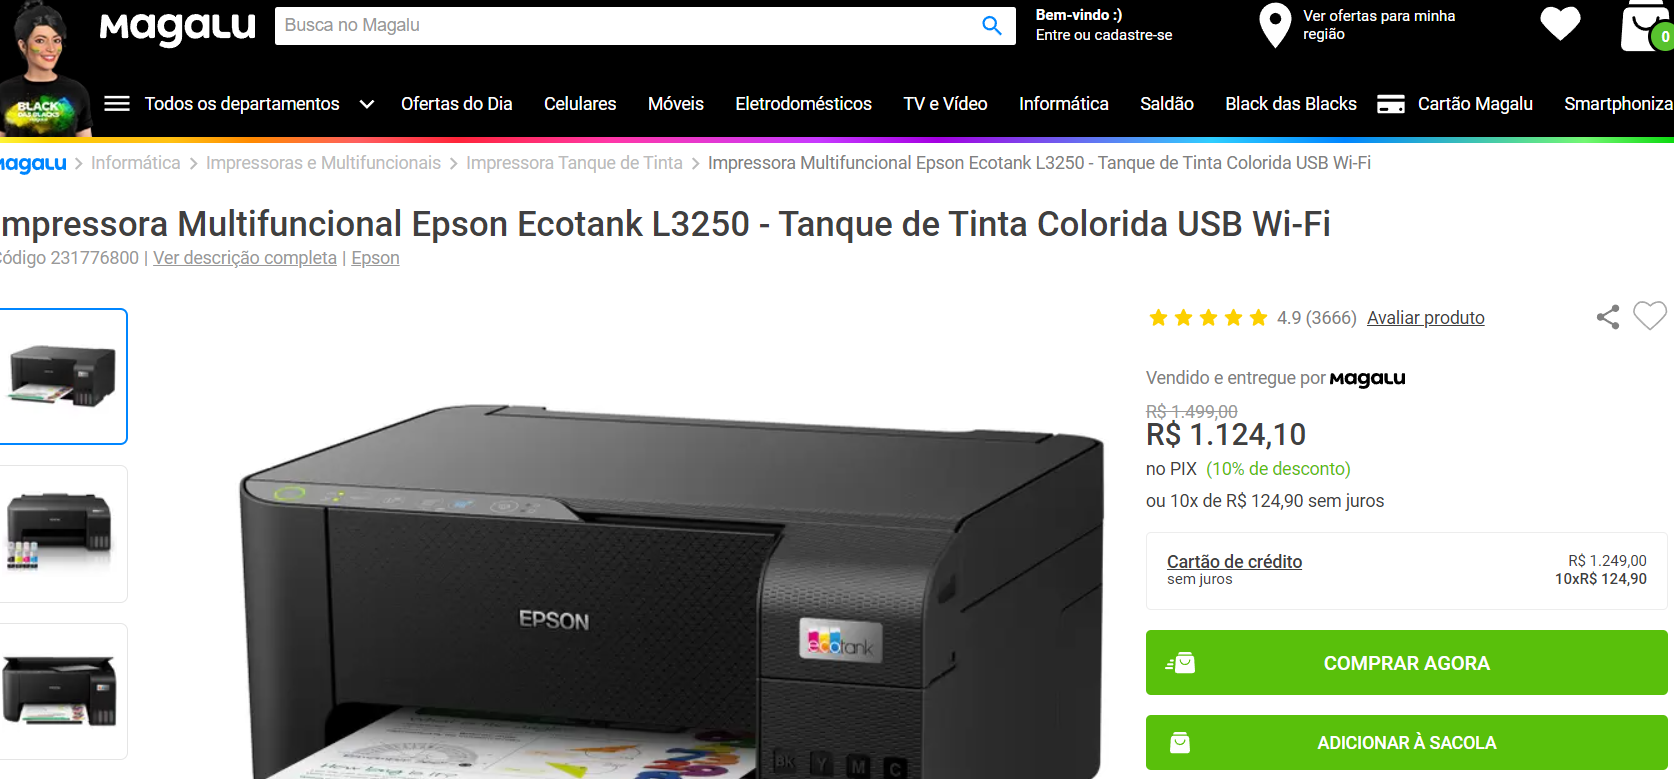 Magalu
Busca no Magalu
Bem-vindo :)
Entre ou cadastre-se
Ver ofertas para minha
região
0
BLACK
DAS BLACKS
Todos os departamentos
Ofertas do Dia
Celulares
Móveis
Eletrodomésticos
TV e Vídeo
Informática
Saldão
Black das Blacks
Cartão Magalu
Smartphoniza
Magalu > Informática > Impressoras e Multifuncionais > Impressora Tanque de Tinta > Impressora Multifuncional Epson Ecotank L3250 - Tanque de Tinta Colorida USB Wi-Fi
mpressora Multifuncional Epson Ecotank L3250 - Tanque de Tinta Colorida USB Wi-Fi
código 231776800 | Ver descrição completa | Epson
4.9 (3666) Avaliar produto
Vendido e entregue por Magalu
R$ 1.499,00
R$ 1.124,10
no PIX (10% de desconto)
ou 10x de R$ 124,90 sem juros
Cartão de crédito
R$ 1.249,00
sem juros
10xR$ 124,90
COMPRAR AGORA
ADICIONAR À SACOLA
EPSON
ecotank
BK Y M C